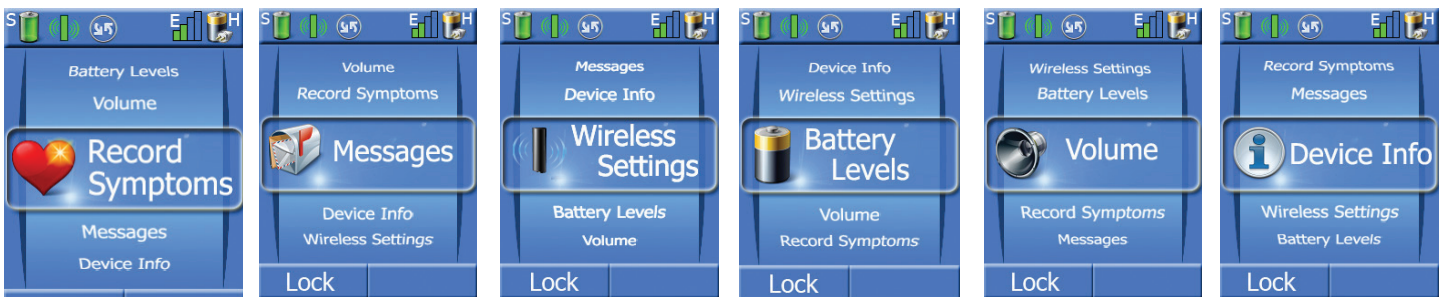 S E H
Battery Levels
Volume
Record
Symptoms
Messages
Device Info
S E H
Volume
Record Symptoms
Messages
Device Info
Wireless Settings
Lock
S E H
Messages
Device Info
Wireless
Settings
Battery Levels
Volume
Lock
S E H
Device Info
Wireless Settings
Battery
Levels
Volume
Record Symptoms
Lock
S E H
Wireless Settings
Battery Levels
Volume
Record Symptoms
Messages
Lock
S E H
Record Symptoms
Messages
Device Info
Wireless Settings
Battery Levels
Lock